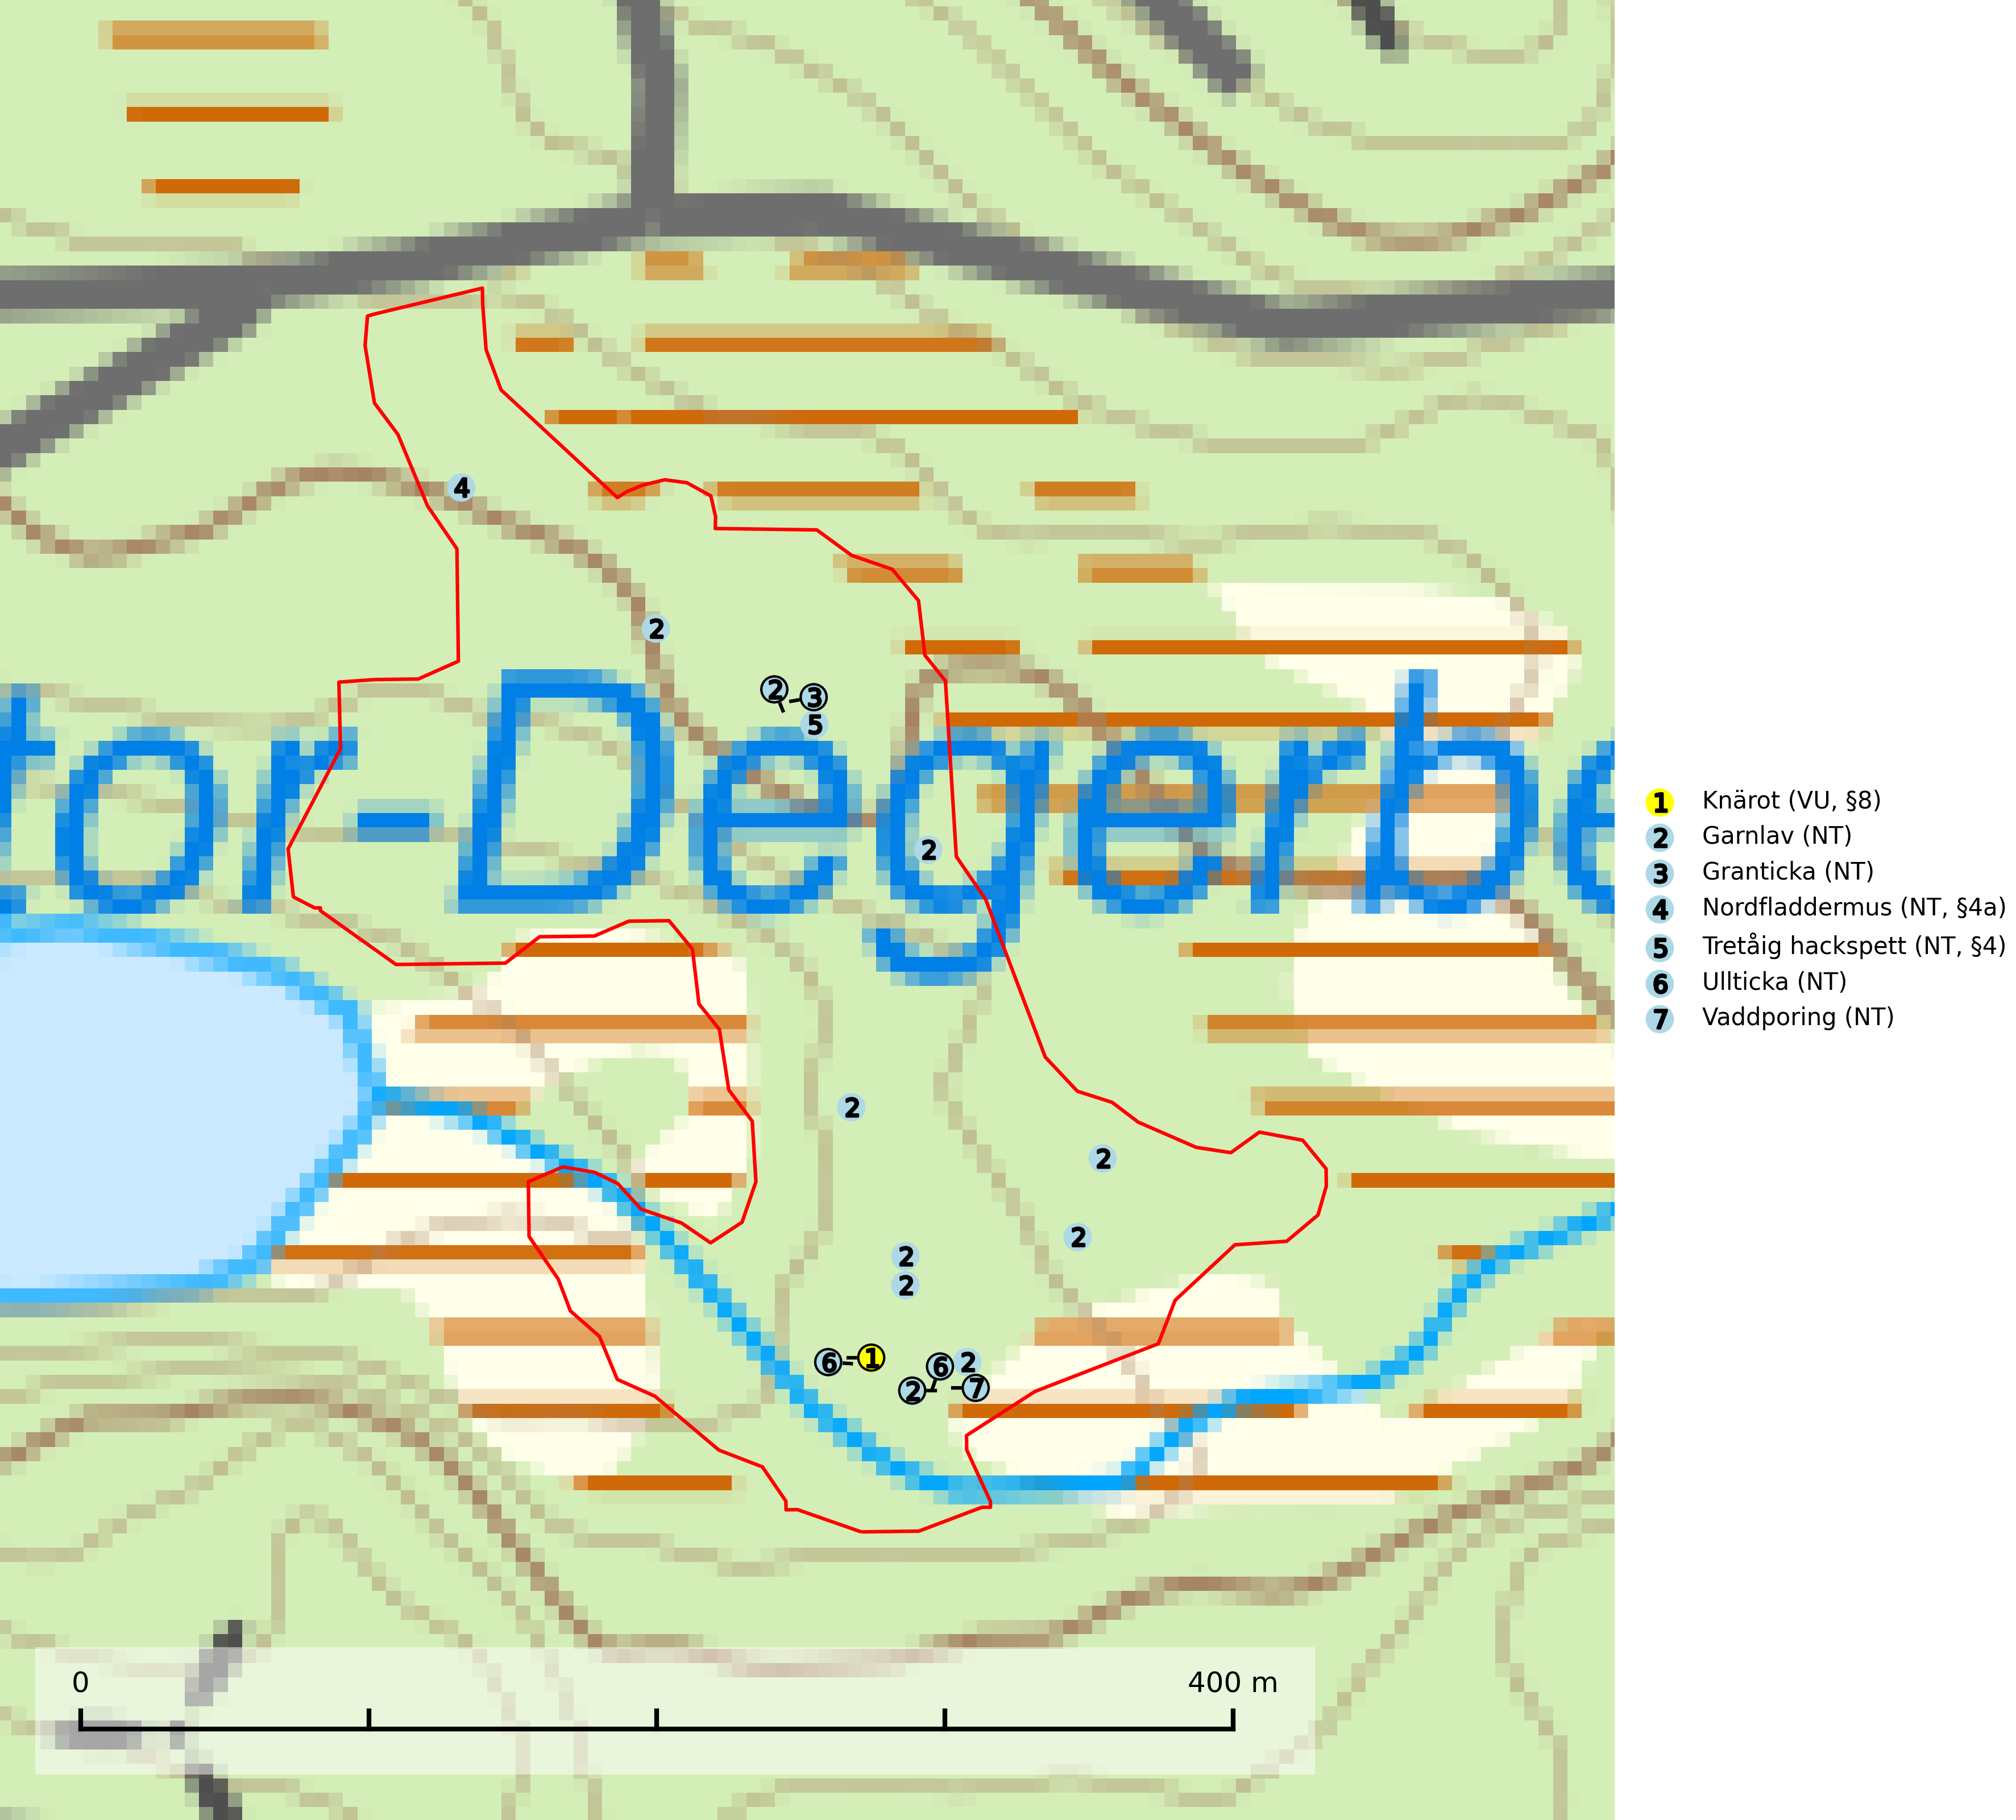 4
2
2 3
5
tor-Degerbe
2
2
2
2
2
2
6 1 6 2
2 7
0 400 m
1 Knärot (VU, §8)
2 Garnlav (NT)
3 Granticka (NT)
4 Nordfladdermus (NT, §4a)
5 Tretåig hackspett (NT, §4)
6 Ullticka (NT)
7 Vaddporing (NT)